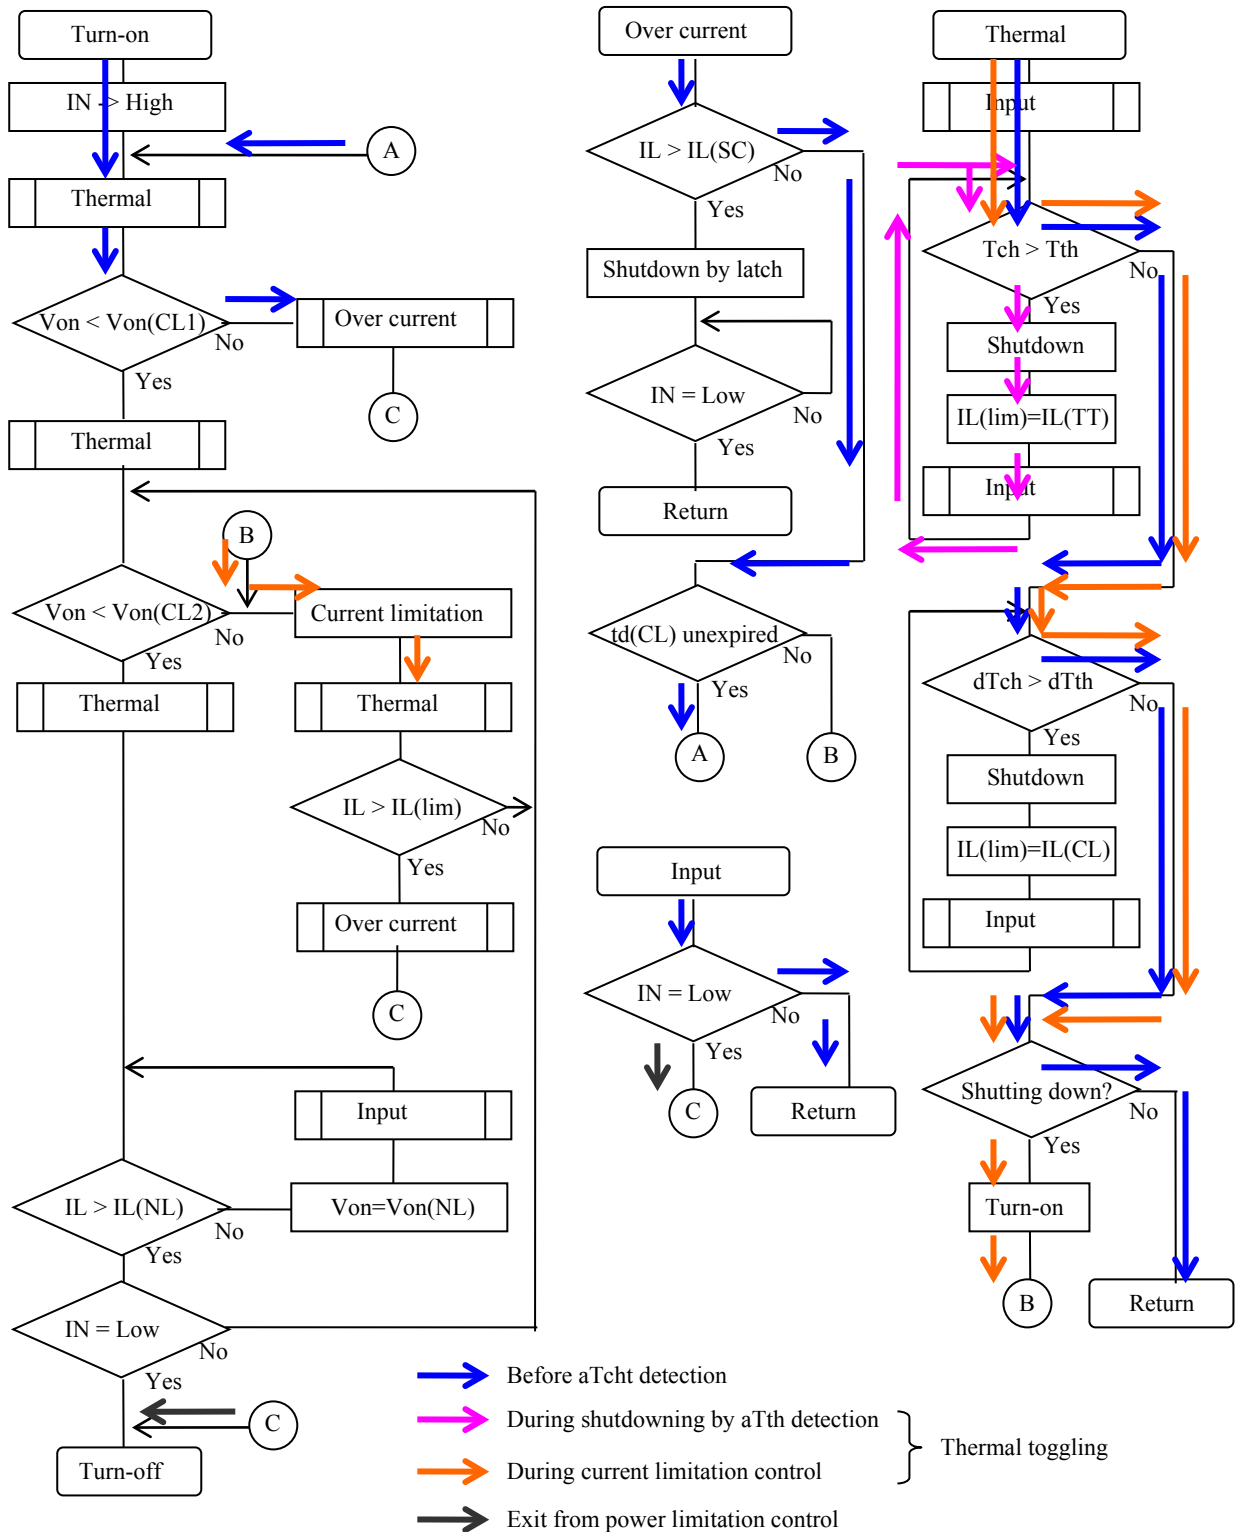 Turn-on
IN -> High
A
Thermal
Von < Von(CL1)
No
Yes
Over current
C
Thermal
B
Von < Von(CL2)
No
Yes
Current limitation
Thermal
Thermal
IL > IL(lim)
No
Yes
Over current
C
Input
Von=Von(NL)
IL > IL(NL)
No
Yes
IN = Low
No
Yes
C
Turn-off
Over current
IL > IL(SC)
No
Yes
Shutdown by latch
IN = Low
No
Yes
Return
td(CL) unexpired
No
Yes
A
B
Input
IN = Low
No
Yes
C
Return
Thermal
Input
Tch > Tth
No
Yes
Shutdown
IL(lim)=IL(TT)
Input
dTch > dTth
No
Yes
Shutdown
IL(lim)=IL(CL)
Input
Shutting down?
No
Yes
Turn-on
B
Return
Before aTcht detection
During shutdowning by aTth detection
During current limitation control
Thermal toggling
Exit from power limitation control